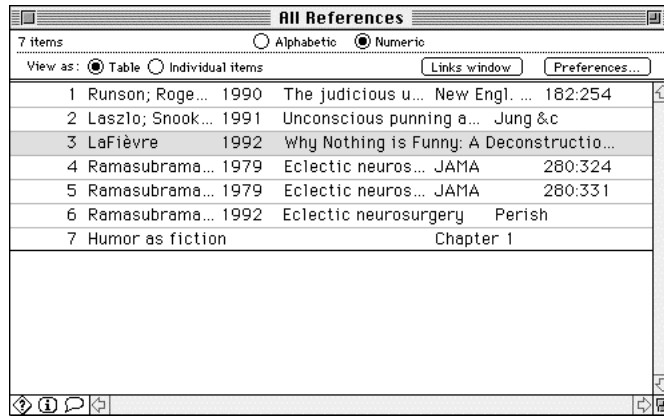 All References
7 items Alphabetic Numeric
View as: Table Individual items Links window Preferences...
1 Runson; Roge... 1990 The judicious u... New Engl. ... 182:254
2 Laszlo; Snook... 1991 Unconscious punning a... Jung &c
3 LaFièvre 1992 Why Nothing is Funny: A Deconstructio...
4 Ramasubrama... 1979 Eclectic neuros... JAMA 280:324
5 Ramasubrama... 1979 Eclectic neuros... JAMA 280:331
6 Ramasubrama... 1992 Eclectic neurosurgery Perish
7 Humor as fiction Chapter 1